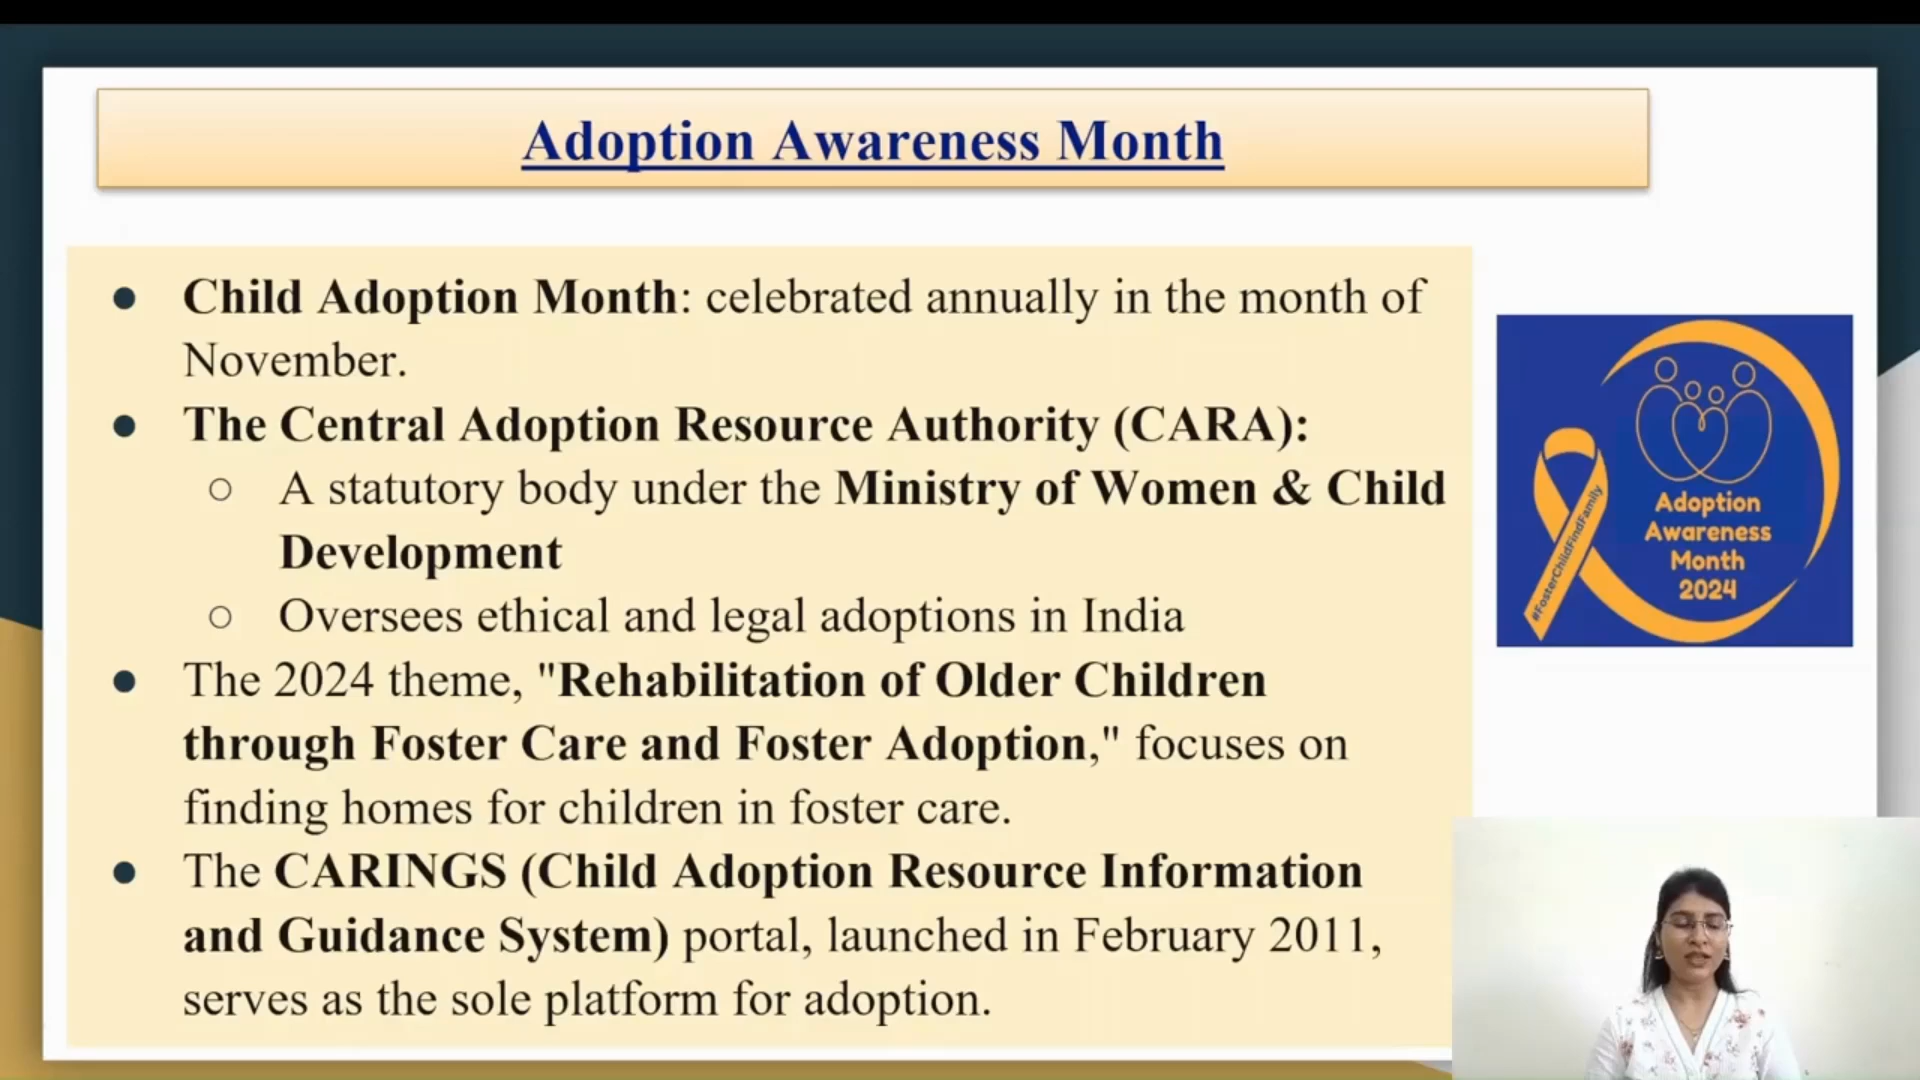 Adoption Awareness Month
● Child Adoption Month: celebrated annually in the month of
November.
● The Central Adoption Resource Authority (CARA):
○ A statutory body under the Ministry of Women & Child
Development
○ Oversees ethical and legal adoptions in India
● The 2024 theme, "Rehabilitation of Older Children
through Foster Care and Foster Adoption," focuses on
finding homes for children in foster care.
● The CARINGS (Child Adoption Resource Information
and Guidance System) portal, launched in February 2011,
serves as the sole platform for adoption.
#FosterChildFindFamily
Adoption
Awareness
Month
2024